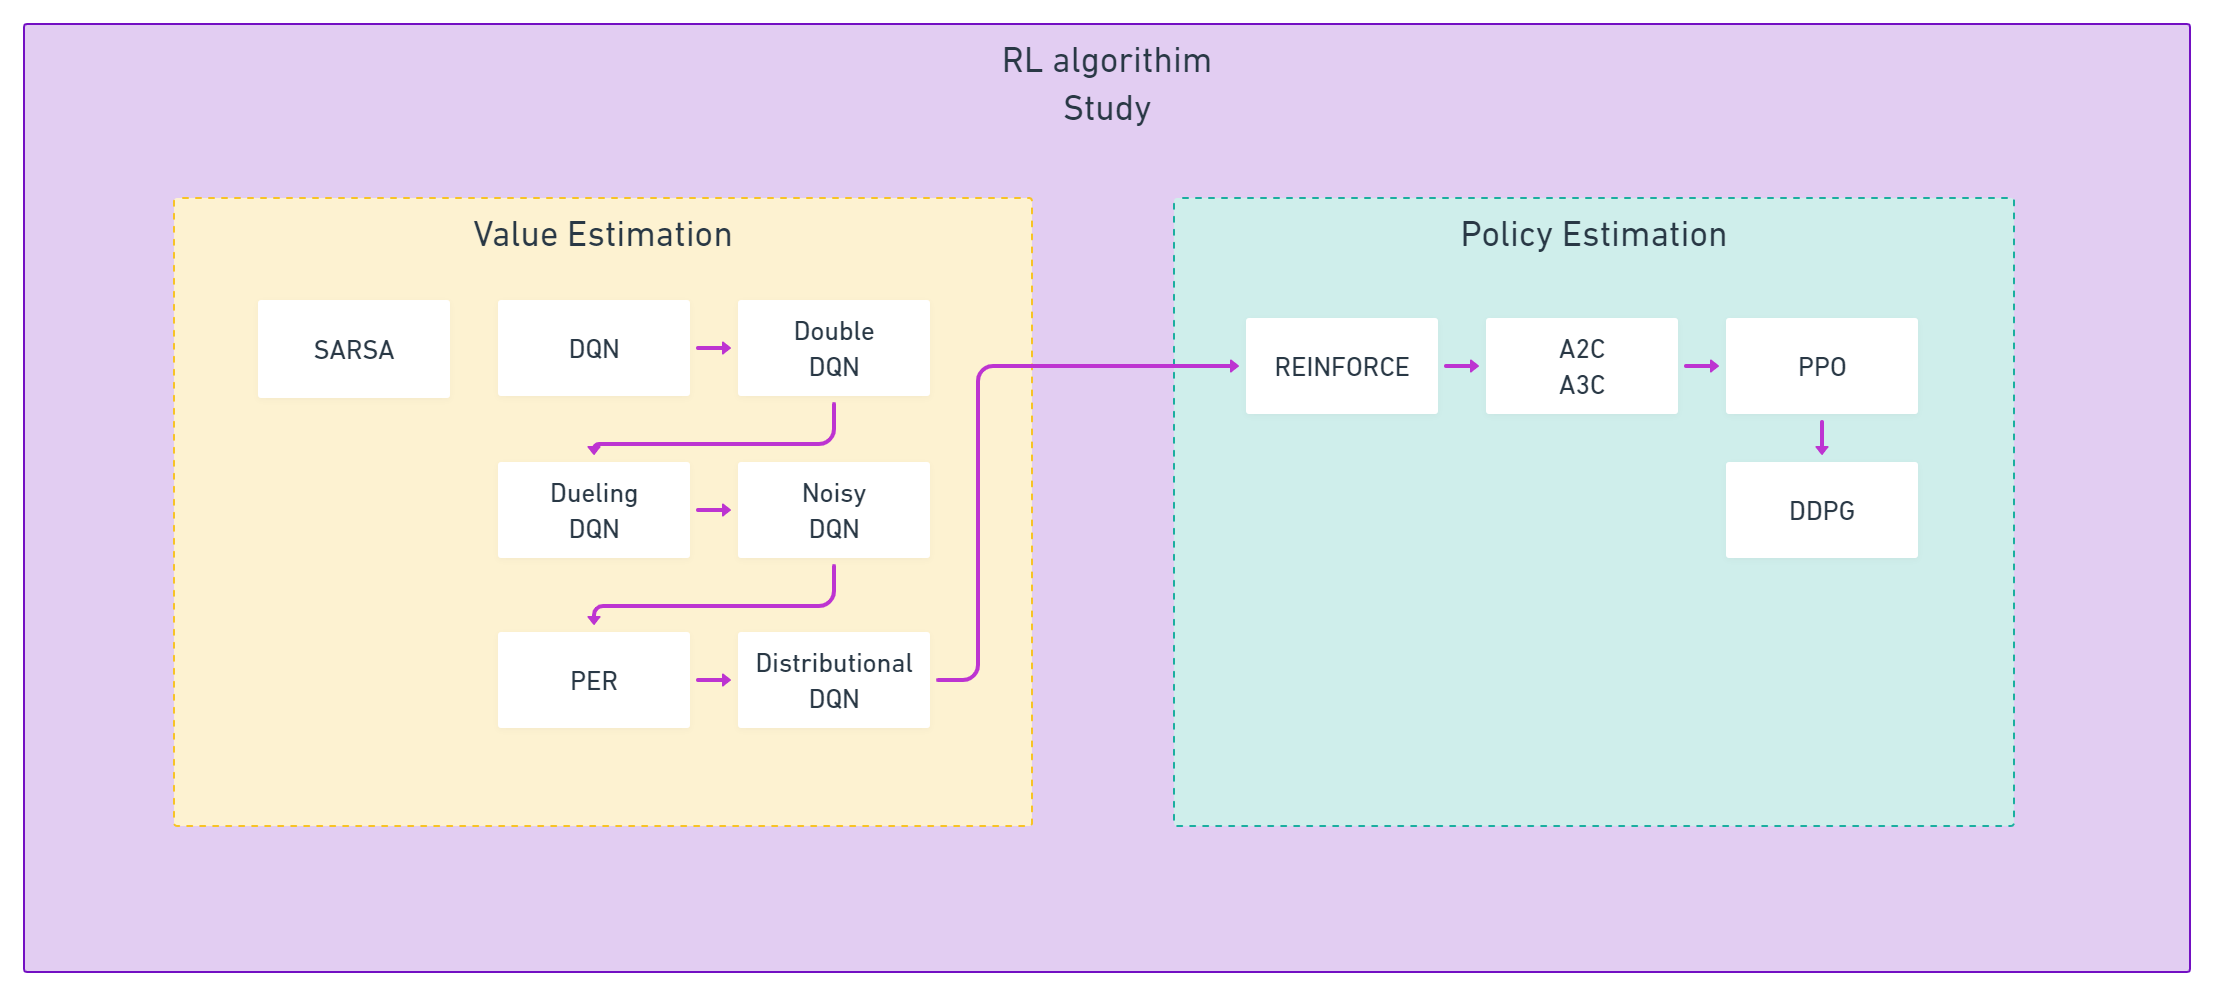 RL algorithim
Study
Value Estimation
SARSA
DQN
Double
DQN
Dueling
DQN
Noisy
DQN
PER
Distributional
DQN
Policy Estimation
REINFORCE
A2C
A3C
PPO
DDPG